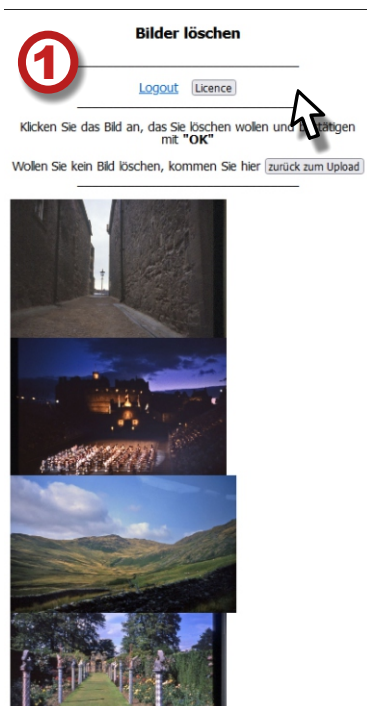 Bilder löschen
1
Logout Licence
Klicken Sie das Bild an, das Sie löschen wollen und
mit "OK"
Wollen Sie kein Bild löschen, kommen Sie hier zurück zum Upload